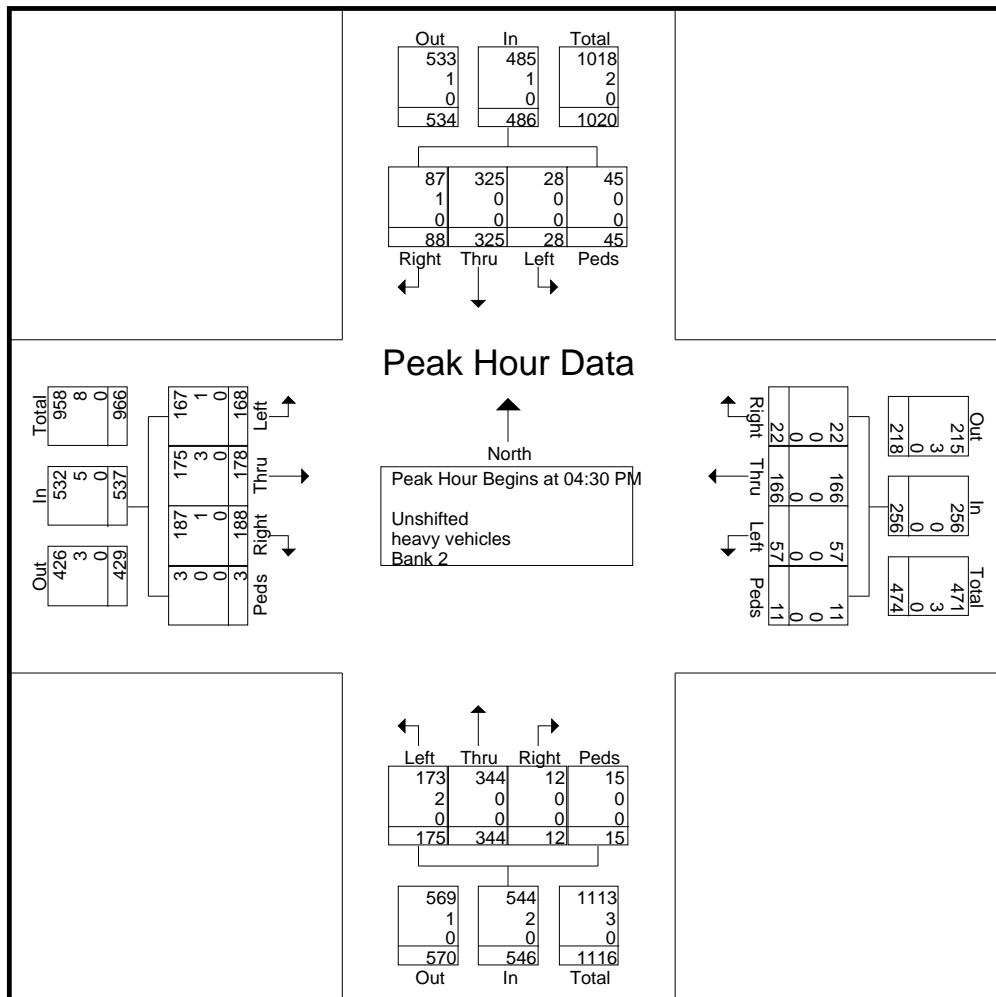 Out In Total
533 485 1018
1 1 2
0 0 0
534 486 1020
87 325 28 45
1 0 0 0
0 0 0 0
88 325 28 45
Right Thru Left Peds
Peak Hour Data
North
Peak Hour Begins at 04:30 PM
Unshifted
heavy vehicles
Bank 2
Total
958
8
0
966
In
532
5
0
537
Out
426
3
0
429
167
1
0
168
Left
175
3
0
178
Thru
187
1
0
188
Right
3
0
0
3
Peds
Right
22
0
0
22
Thru
166
0
0
166
Left
57
0
0
57
Peds
11
0
0
11
Out
215
3
0
218
In
256
0
0
256
Total
471
3
0
474
Left Thru Right Peds
173 344 12 15
2 0 0 0
0 0 0 0
175 344 12 15
569 544 1113
1 2 3
0 0 0
570 546 1116
Out In Total